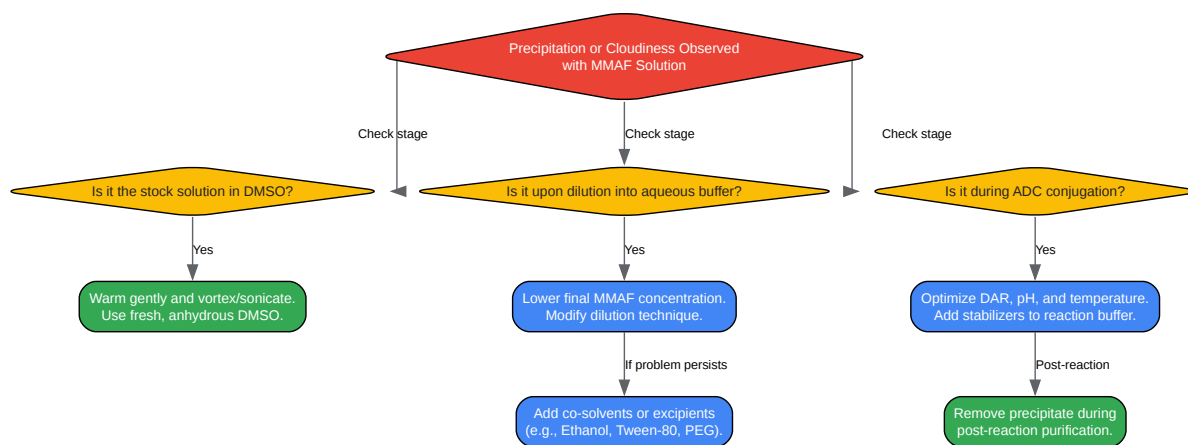 Precipitation or Cloudiness Observed
with MMAF Solution
Check stage
Check stage
Check stage
Is it the stock solution in DMSO?
Is it upon dilution into aqueous buffer?
Is it during ADC conjugation?
Yes
Yes
Yes
Warm gently and vortex/sonicate.
Use fresh, anhydrous DMSO.
Lower final MMAF concentration.
Modify dilution technique.
Optimize DAR, pH, and temperature.
Add stabilizers to reaction buffer.
If problem persists
Post-reaction
Add co-solvents or excipients
(e.g., Ethanol, Tween-80, PEG).
Remove precipitate during
post-reaction purification.